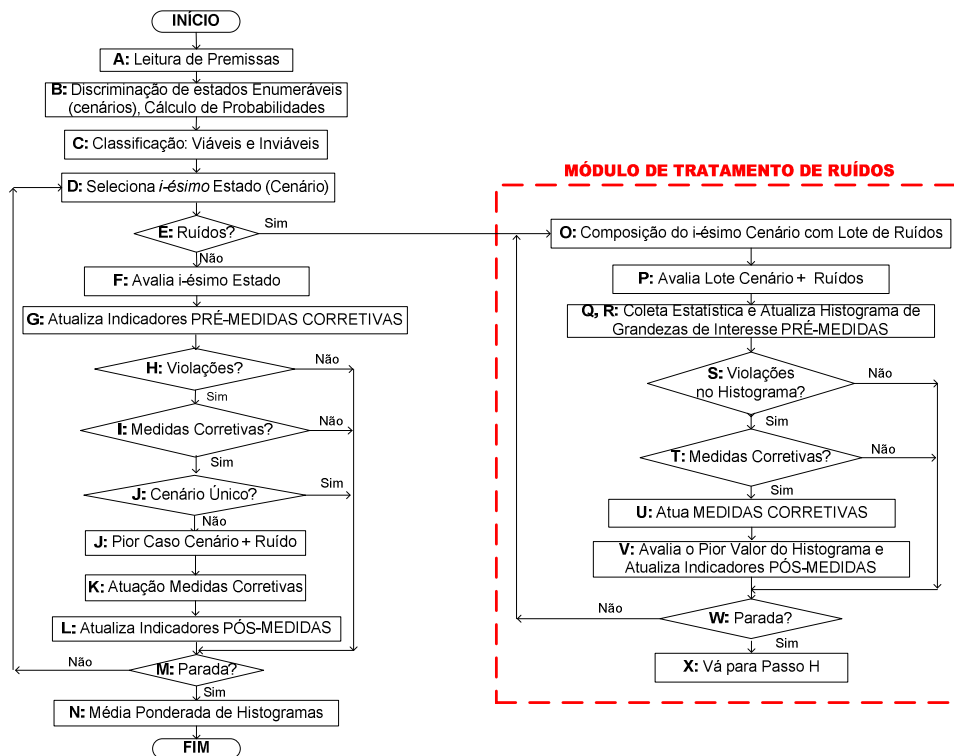 INÍCIO
A: Leitura de Premissas
B: Discriminação de estados Enumeráveis
(cenários), Cálculo de Probabilidades
C: Classificação: Viáveis e Inviáveis
D: Seleciona i-ésimo Estado (Cenário)
E: Ruídos?
Sim
Não
F: Avalia i-ésimo Estado
G: Atualiza Indicadores PRÉ-MEDIDAS CORRETIVAS
H: Violações?
Não
Sim
I: Medidas Corretivas?
Não
Sim
J: Cenário Único?
Sim
Não
J: Pior Caso Cenário + Ruído
K: Atuação Medidas Corretivas
L: Atualiza Indicadores PÓS-MEDIDAS
Não
M: Parada?
Sim
N: Média Ponderada de Histogramas
FIM
MÓDULO DE TRATAMENTO DE RUÍDOS
O: Composição do i-ésimo Cenário com Lote de Ruídos
P: Avalia Lote Cenário + Ruídos
Q, R: Coleta Estatística e Atualiza Histograma de
Grandezas de Interesse PRÉ-MEDIDAS
S: Violações
no Histograma?
Não
Sim
T: Medidas Corretivas?
Não
Sim
U: Atua MEDIDAS CORRETIVAS
V: Avalia o Pior Valor do Histograma e
Atualiza Indicadores PÓS-MEDIDAS
Não
W: Parada?
Sim
X: Vá para Passo H